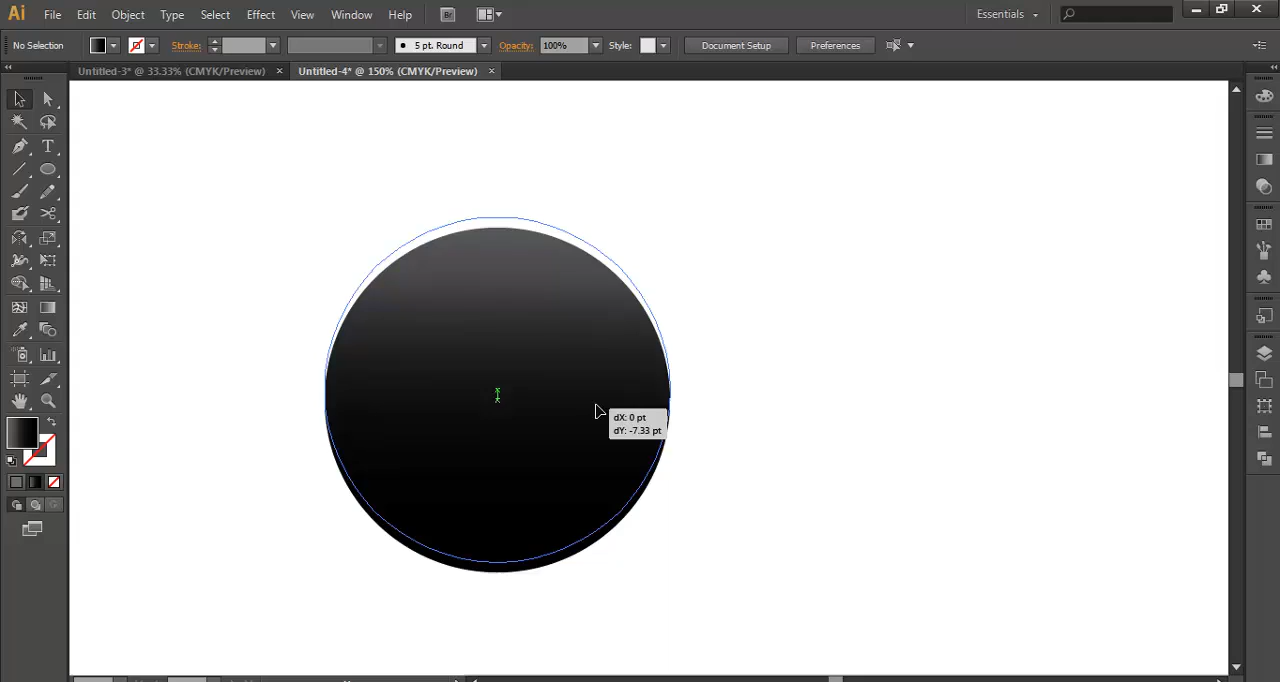 Ai File Edit Object Type Select Effect View Window Help Br Essentials
No Selection Stroke: 5 pt. Round Opacity: 100% Style: Document Setup Preferences
Untitled-3* @ 33.33% (CMYK/Preview) × Untitled-4* @ 150% (CMYK/Preview) ×
T
dX: 0 pt
dY: -7.33 pt